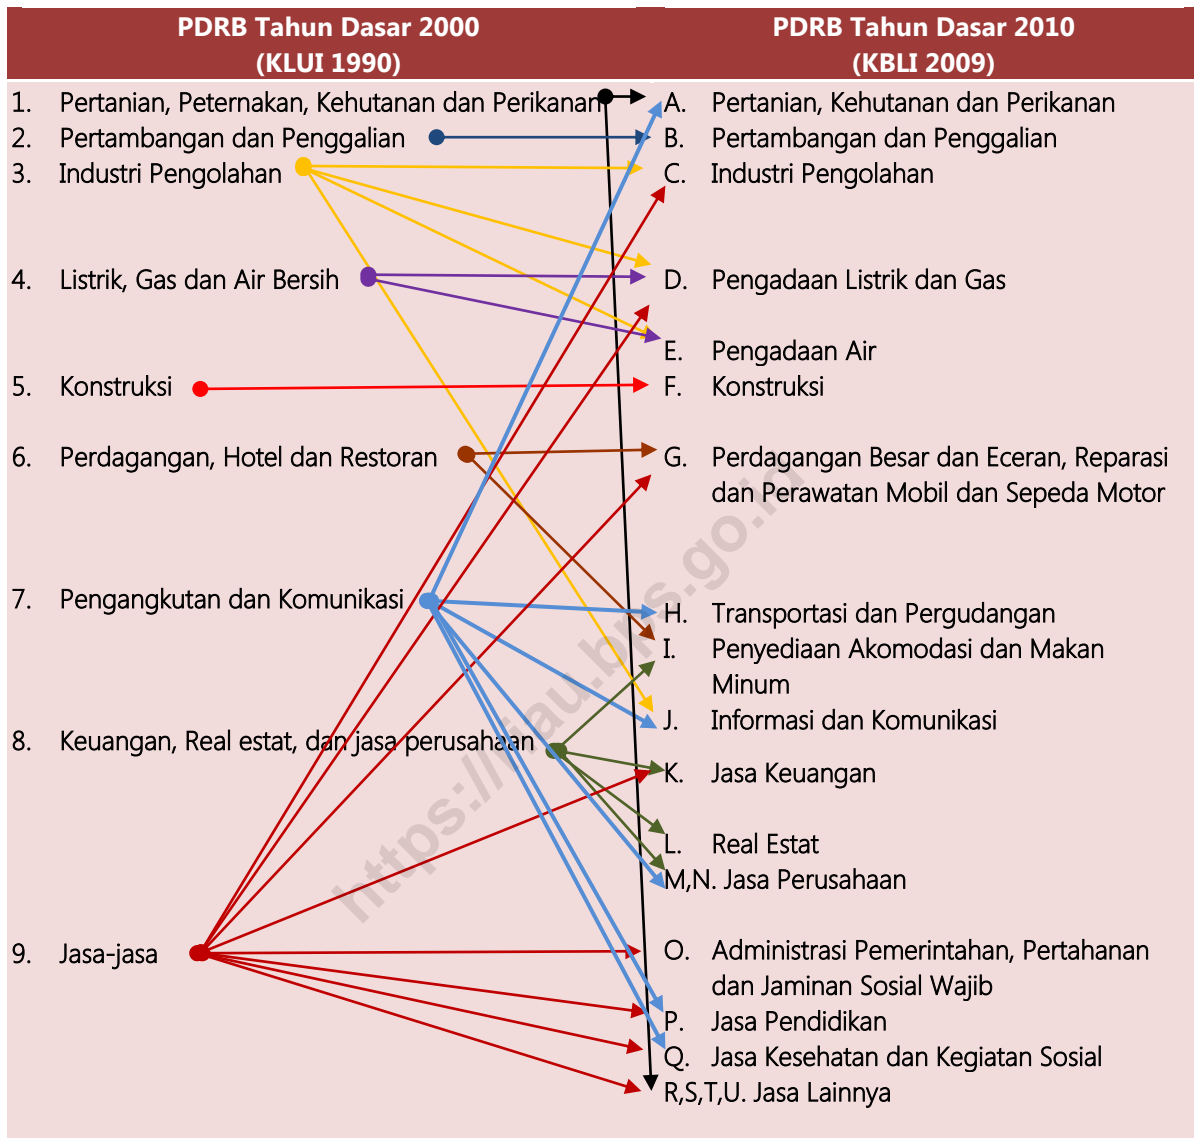 PDRB Tahun Dasar 2000
(KLUI 1990)
PDRB Tahun Dasar 2010
(KBLI 2009)
1. Pertanian, Peternakan, Kehutanan dan Perikanan
A. Pertanian, Kehutanan dan Perikanan
2. Pertambangan dan Penggalian
B. Pertambangan dan Penggalian
3. Industri Pengolahan
C. Industri Pengolahan
4. Listrik, Gas dan Air Bersih
D. Pengadaan Listrik dan Gas
E. Pengadaan Air
5. Konstruksi
F. Konstruksi
6. Perdagangan, Hotel dan Restoran
G. Perdagangan Besar dan Eceran, Reparasi
dan Perawatan Mobil dan Sepeda Motor
7. Pengangkutan dan Komunikasi
H. Transportasi dan Pergudangan
I. Penyediaan Akomodasi dan Makan
Minum
J. Informasi dan Komunikasi
8. Keuangan, Real estat, dan jasa perusahaan
K. Jasa Keuangan
L. Real Estat
M,N. Jasa Perusahaan
9. Jasa-jasa
O. Administrasi Pemerintahan, Pertahanan
dan Jaminan Sosial Wajib
P. Jasa Pendidikan
Q. Jasa Kesehatan dan Kegiatan Sosial
R,S,T,U. Jasa Lainnya
https://riau.bps.go.id